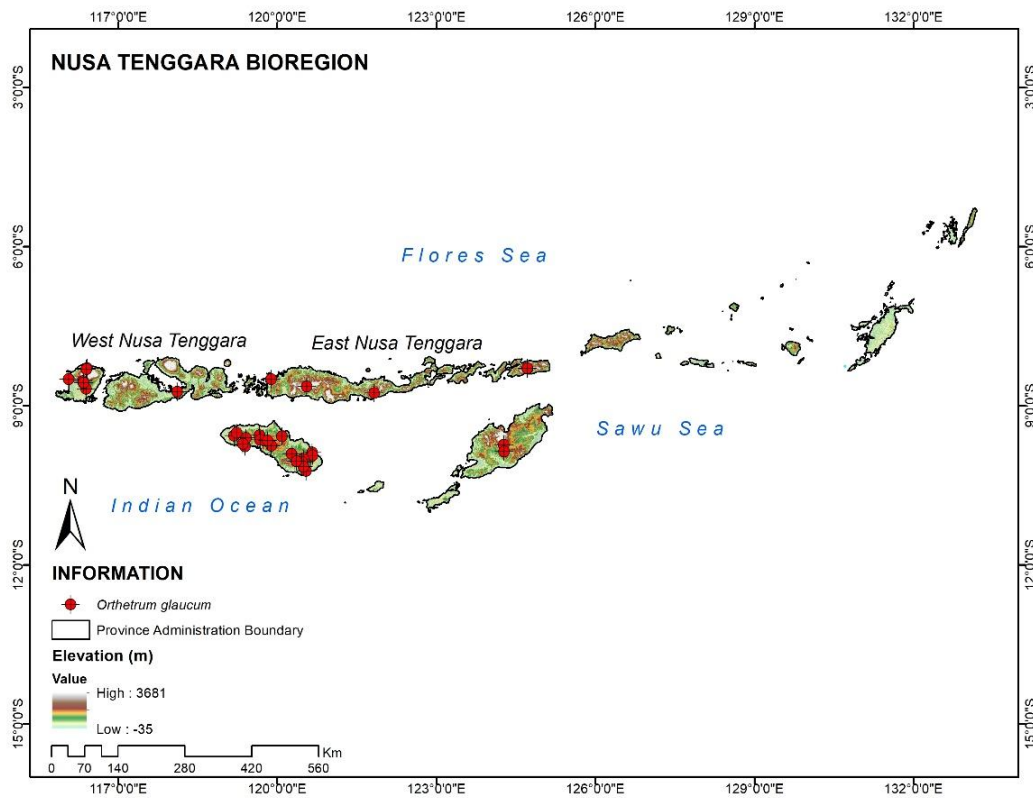 117°0'0"E 120°0'0"E 123°0'0"E 126°0'0"E 129°0'0"E 132°0'0"E
NUSA TENGGARA BIOREGION
3°0'0"S 3°0'0"S
6°0'0"S 6°0'0"S
Flores Sea
West Nusa Tenggara East Nusa Tenggara
9°0'0"S 9°0'0"S
Sawu Sea
N
Indian Ocean
12°0'0"S 12°0'0"S
INFORMATION
Orthetrum glaucum
Province Administration Boundary
Elevation (m)
Value
High : 3681
Low : -35
15°0'0"S 15°0'0"S
Km
0 70 140 280 420 560
117°0'0"E 120°0'0"E 123°0'0"E 126°0'0"E 129°0'0"E 132°0'0"E